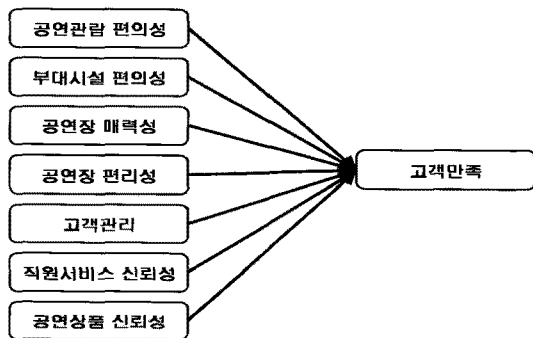 공연관람 편의성
부대시설 편의성
공연장 매력성
공연장 편리성
고객만족
고객관리
직원서비스 신뢰성
공연상품 신뢰성